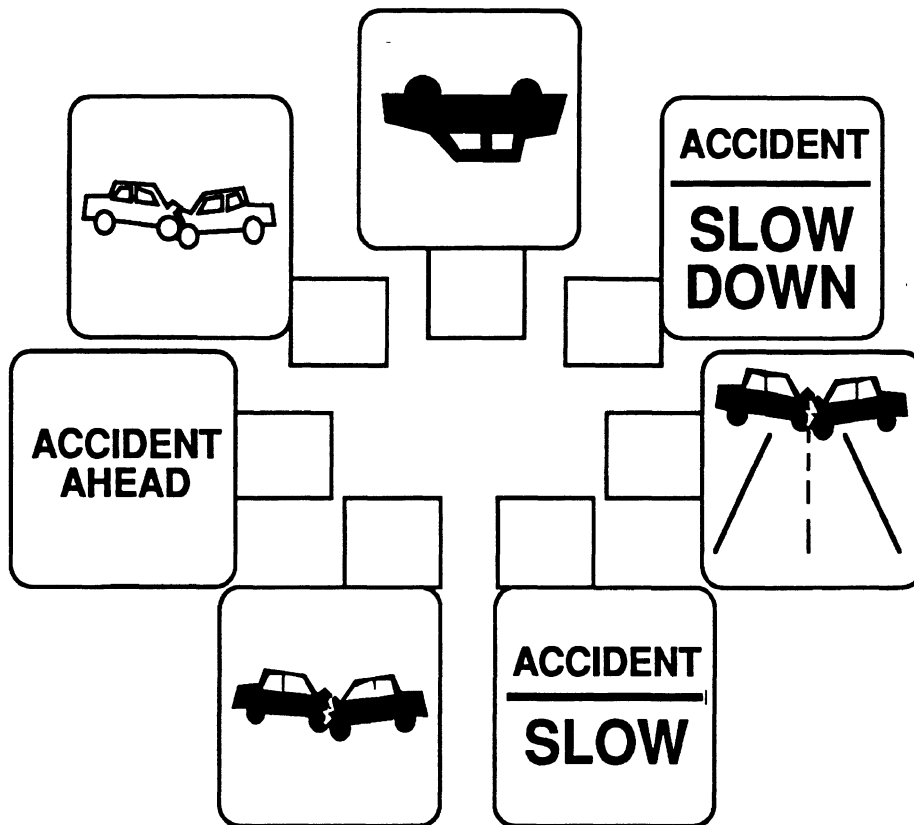 ACCIDENT
SLOW
DOWN
ACCIDENT
AHEAD
ACCIDENT
SLOW